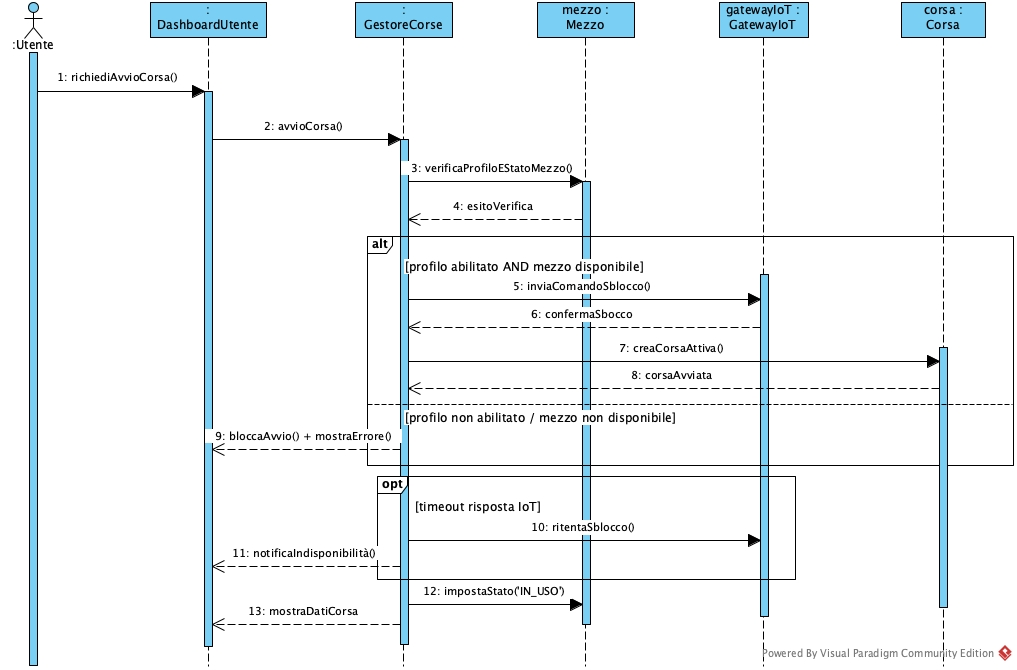 :Utente
:
DashboardUtente
:
GestoreCorse
mezzo :
Mezzo
gatewayIoT :
GatewayIoT
corsa :
Corsa
1: richiediAvvioCorsa()
2: avvioCorsa()
3: verificaProfiloEStatoMezzo()
4: esitoVerifica
alt
[profilo abilitato AND mezzo disponibile]
5: inviaComandoSblocco()
6: confermaSbocco
7: creaCorsaAttiva()
8: corsaAvviata
[profilo non abilitato / mezzo non disponibile]
9: bloccaAvvio() + mostraErrore()
opt
[timeout risposta IoT]
10: ritentaSblocco()
11: notificaIndisponibilità()
12: impostaStato('IN_USO')
13: mostraDatiCorsa
Powered By Visual Paradigm Community Edition